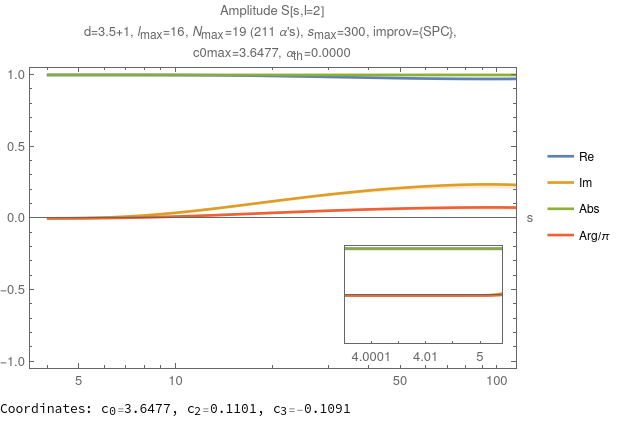 Amplitude S[s,l=2]
d=3.5+1, lmax=16, Nmax=19 (211 α's), smax=300, improv={SPC},
c0max=3.6477, αth=0.0000
1.0
0.5
0.0
−0.5
−1.0
s
Re
Im
Abs
Arg/π
4.0001 4.01 5
5 10 50 100
Coordinates: c0=3.6477, c2=0.1101, c3=-0.1091